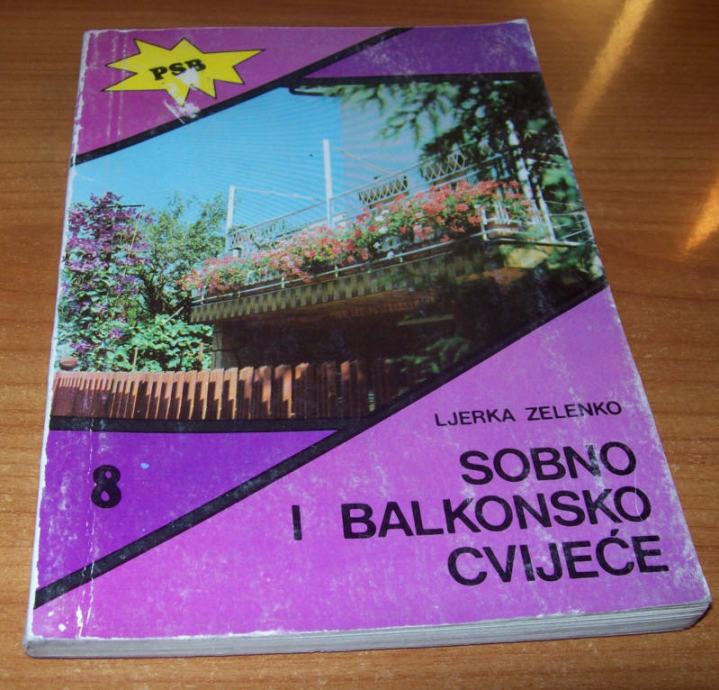 PSB
LJERKA ZELENKO
SOBNO
I BALKONSKO
CVIJEĆE
8